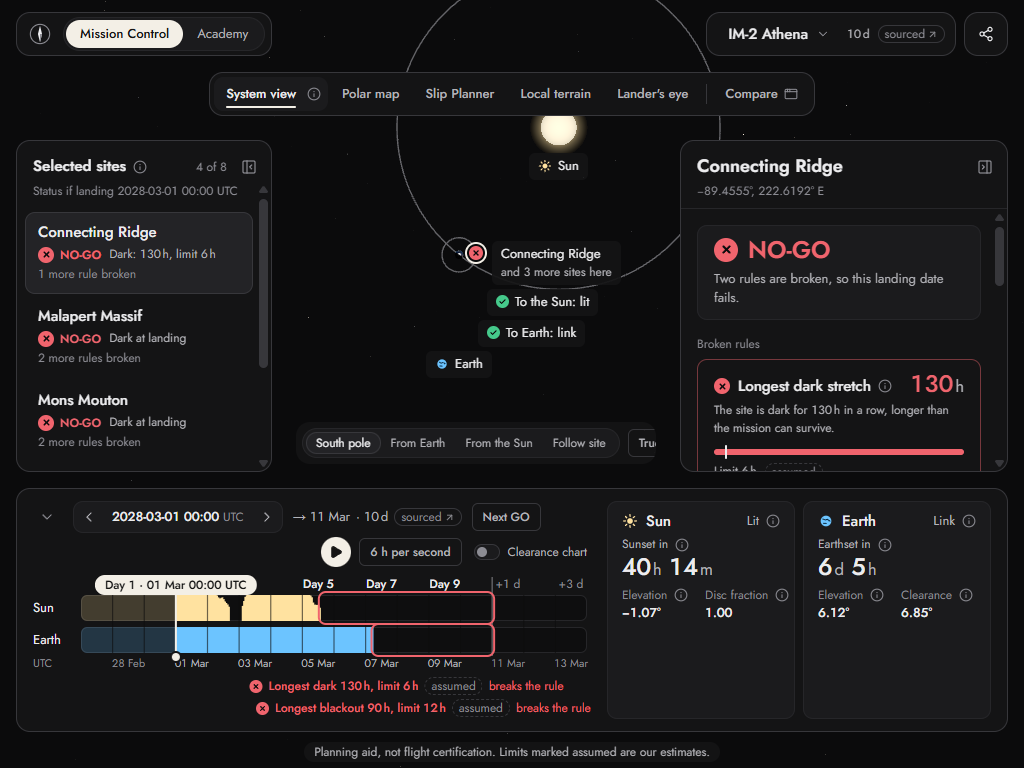 Mission Control
Academy
IM-2 Athena
10 d
sourced ↗
System view
Polar map
Slip Planner
Local terrain
Lander's eye
Compare
Selected sites
4 of 8
Status if landing 2028-03-01 00:00 UTC
Connecting Ridge
NO-GO Dark: 130 h, limit 6 h
1 more rule broken
Malapert Massif
NO-GO Dark at landing
2 more rules broken
Mons Mouton
NO-GO Dark at landing
2 more rules broken
Sun
Connecting Ridge
and 3 more sites here
To the Sun: lit
To Earth: link
Earth
South pole
From Earth
From the Sun
Follow site
Connecting Ridge
−89.4555°, 222.6192° E
NO-GO
Two rules are broken, so this landing date
fails.
Broken rules
Longest dark stretch 130 h
The site is dark for 130 h in a row, longer than
the mission can survive.
Limit 6 h assumed
2028-03-01 00:00 UTC
→ 11 Mar · 10 d sourced ↗
Next GO
6 h per second
Clearance chart
Day 1 · 01 Mar 00:00 UTC
Day 5
Day 7
Day 9
+1 d
+3 d
Sun
Earth
UTC
28 Feb
01 Mar
03 Mar
05 Mar
07 Mar
09 Mar
11 Mar
13 Mar
Longest dark 130 h, limit 6 h assumed breaks the rule
Longest blackout 90 h, limit 12 h assumed breaks the rule
Sun
Lit
Sunset in
40 h 14 m
Elevation
Disc fraction
−1.07°
1.00
Earth
Link
Earthset in
6 d 5 h
Elevation
Clearance
6.12°
6.85°
Planning aid, not flight certification. Limits marked assumed are our estimates.